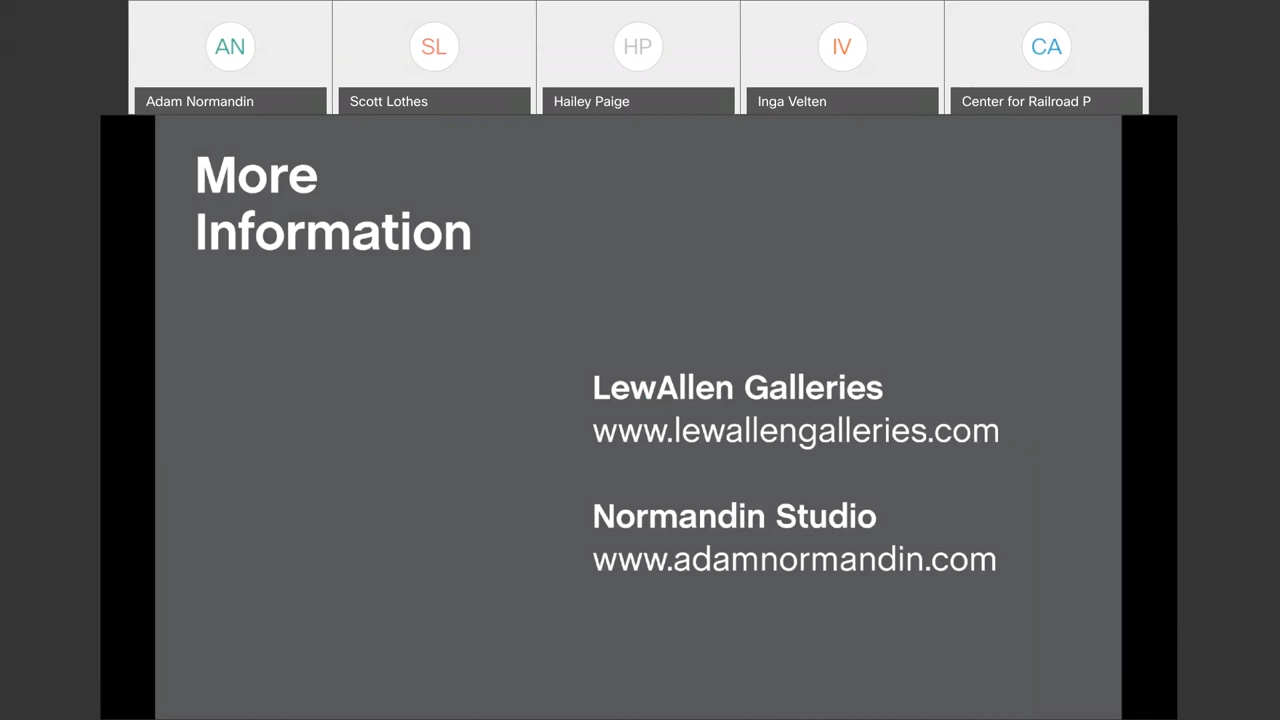 AN
SL
HP
IV
CA
Adam Normandin
Scott Lothes
Hailey Paige
Inga Velten
Center for Railroad P
More
Information
LewAllen Galleries
www.lewallengalleries.com
Normandin Studio
www.adamnormandin.com